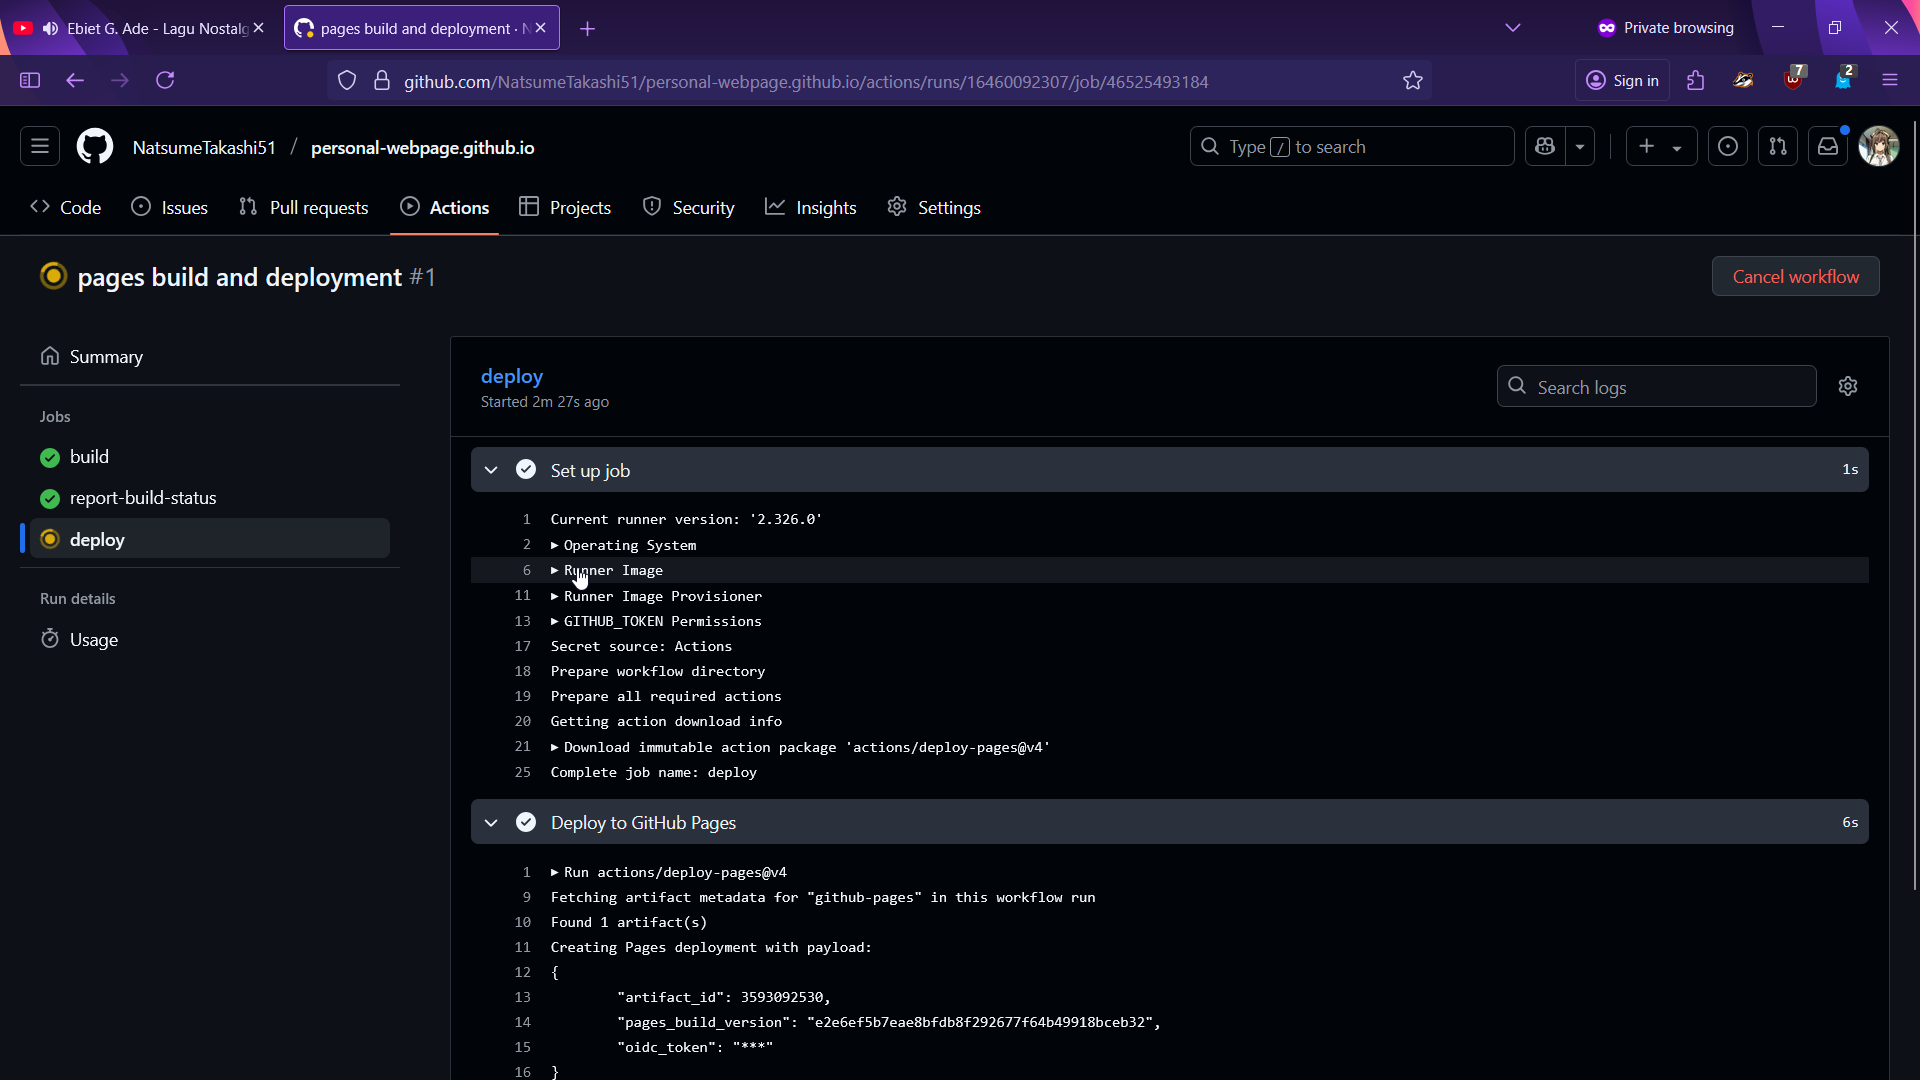 Ebiet G. Ade - Lagu Nostalg
pages build and deployment · N
Private browsing
github.com/NatsumeTakashi51/personal-webpage.github.io/actions/runs/16460092307/job/46525493184
Sign in
7
2
NatsumeTakashi51 / personal-webpage.github.io
Type / to search
Code
Issues
Pull requests
Actions
Projects
Security
Insights
Settings
pages build and deployment #1
Cancel workflow
Summary
Jobs
build
report-build-status
deploy
Run details
Usage
deploy
Started 2m 27s ago
Search logs
Set up job 1s
1 Current runner version: '2.326.0'
2 ▶ Operating System
6 ▶ Runner Image
11 ▶ Runner Image Provisioner
13 ▶ GITHUB_TOKEN Permissions
17 Secret source: Actions
18 Prepare workflow directory
19 Prepare all required actions
20 Getting action download info
21 ▶ Download immutable action package 'actions/deploy-pages@v4'
25 Complete job name: deploy
Deploy to GitHub Pages 6s
1 ▶ Run actions/deploy-pages@v4
9 Fetching artifact metadata for "github-pages" in this workflow run
10 Found 1 artifact(s)
11 Creating Pages deployment with payload:
12 {
13 "artifact_id": 3593092530,
14 "pages_build_version": "e2e6ef5b7eae8bfdb8f292677f64b49918bceb32",
15 "oidc_token": "***"
16 }